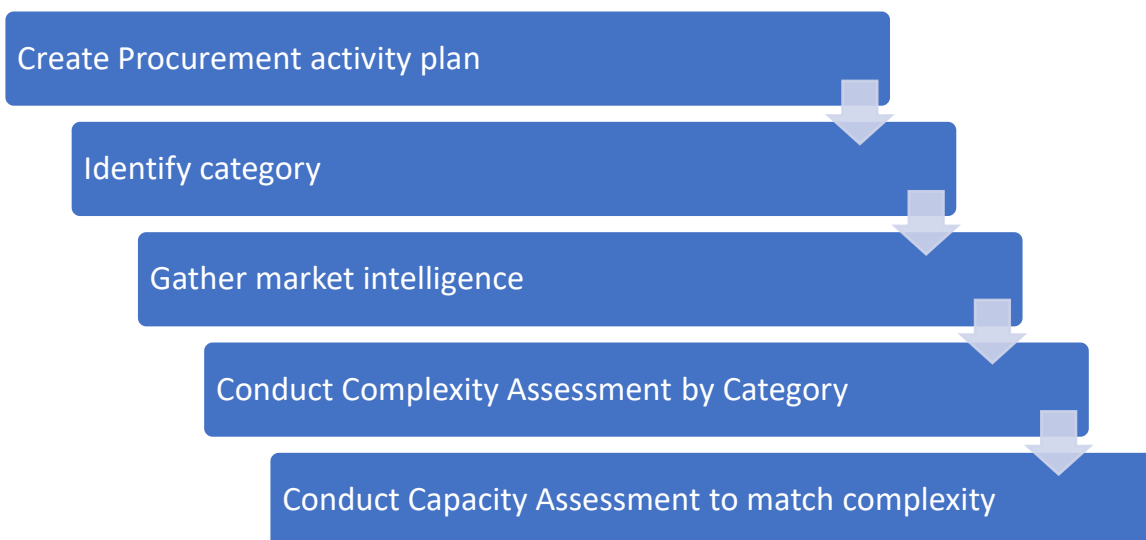 Create Procurement activity plan
Identify category
Gather market intelligence
Conduct Complexity Assessment by Category
Conduct Capacity Assessment to match complexity